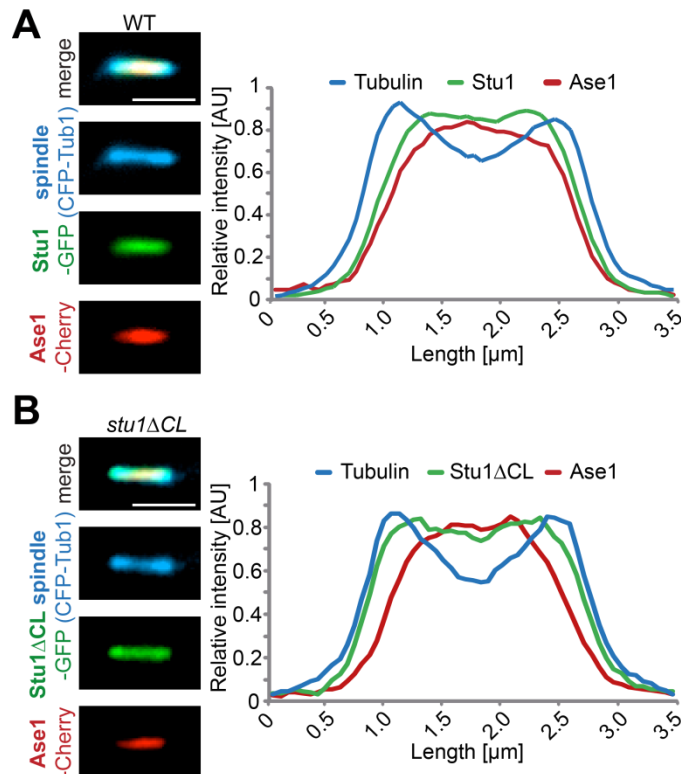 A
WT
merge
spindle
(CFP-Tub1)
Stu1
-GFP
Ase1
-Cherry
Tubulin Stu1 Ase1
Relative intensity [AU]
1
0.8
0.6
0.4
0.2
0
0 0.5 1.0 1.5 2.0 2.5 3.0 3.5
Length [µm]
B
stu1ΔCL
merge
spindle
(CFP-Tub1)
Stu1ΔCL
-GFP
Ase1
-Cherry
Tubulin Stu1ΔCL Ase1
Relative intensity [AU]
1
0.8
0.6
0.4
0.2
0
0 0.5 1.0 1.5 2.0 2.5 3.0 3.5
Length [µm]